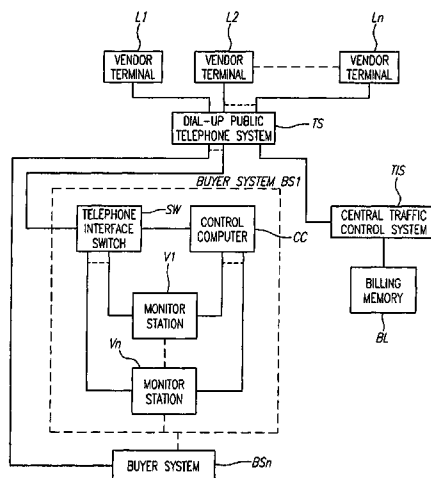 L1
L2
Ln
VENDOR
TERMINAL
VENDOR
TERMINAL
VENDOR
TERMINAL
DIAL-UP PUBLIC
TELEPHONE SYSTEM
TS
BUYER SYSTEM BS1
SW
TELEPHONE
INTERFACE
SWITCH
CONTROL
COMPUTER
CC
TIS
CENTRAL TRAFFIC
CONTROL SYSTEM
BILLING
MEMORY
BL
V1
MONITOR
STATION
Vn
MONITOR
STATION
BUYER SYSTEM
BSn